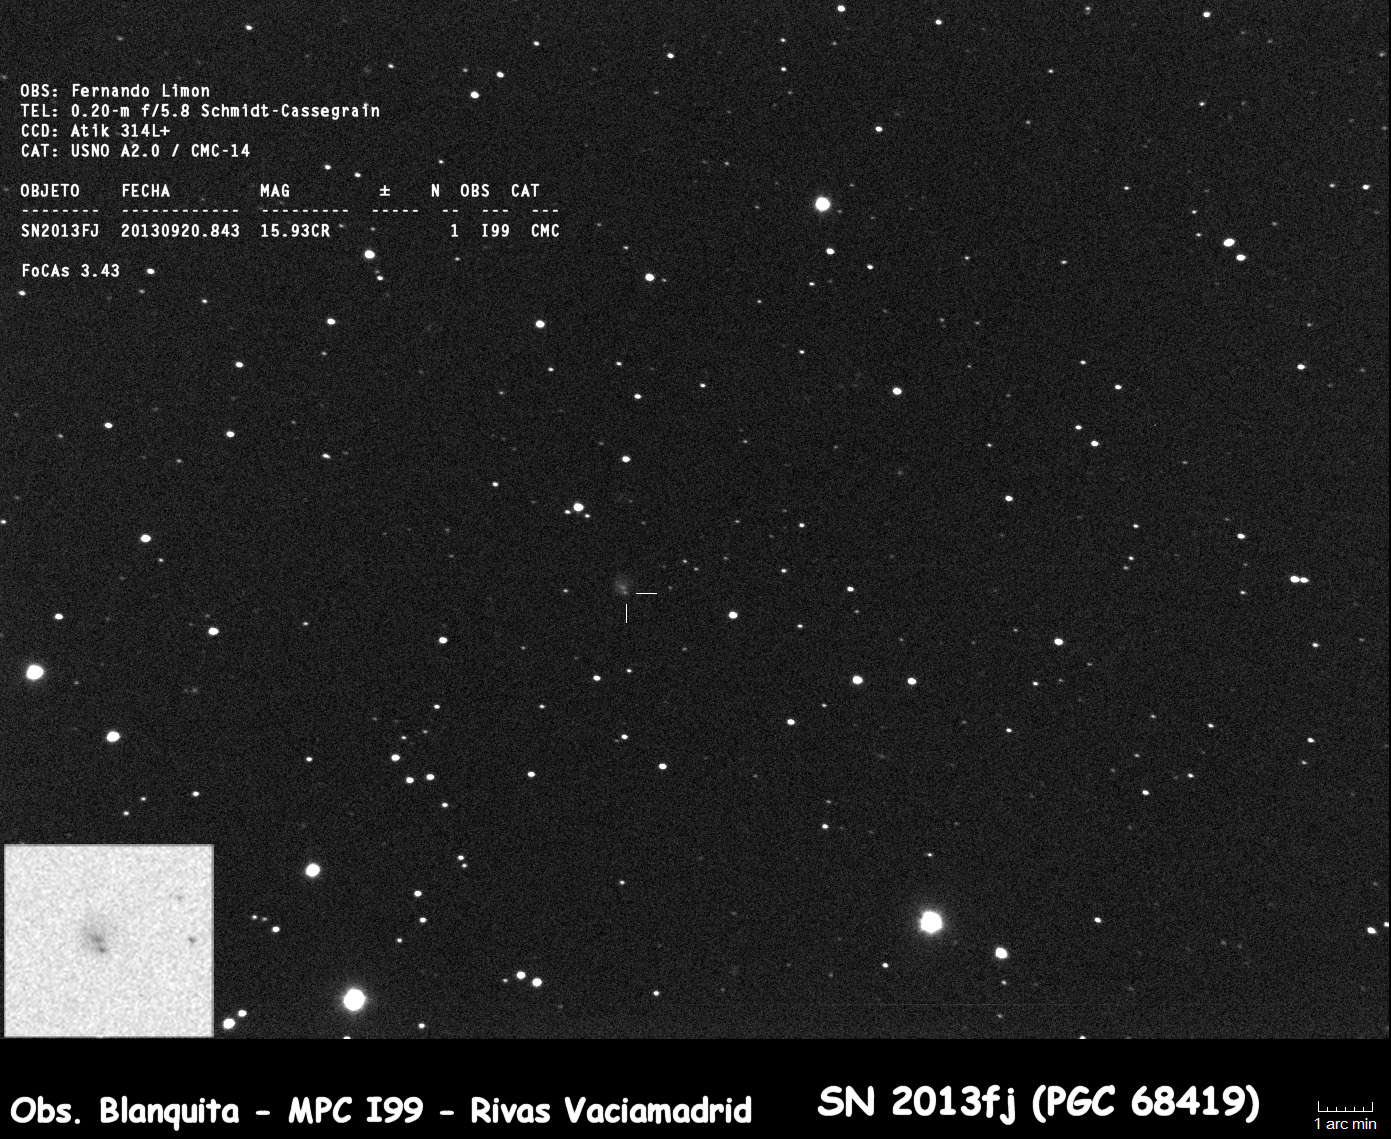 OBS: Fernando Limon
TEL: 0.20-m f/5.8 Schmidt-Cassegrain
CCD: Atik 314L+
CAT: USNO A2.0 / CMC-14
OBJETO FECHA MAG ± N OBS CAT
-------- ------------ --------- ----- -- --- ---
SN2013FJ 20130920.843 15.93CR 1 I99 CMC
FoCAs 3.43
Obs. Blanquita - MPC I99 - Rivas Vaciamadrid
SN 2013fj (PGC 68419)
1 arc min